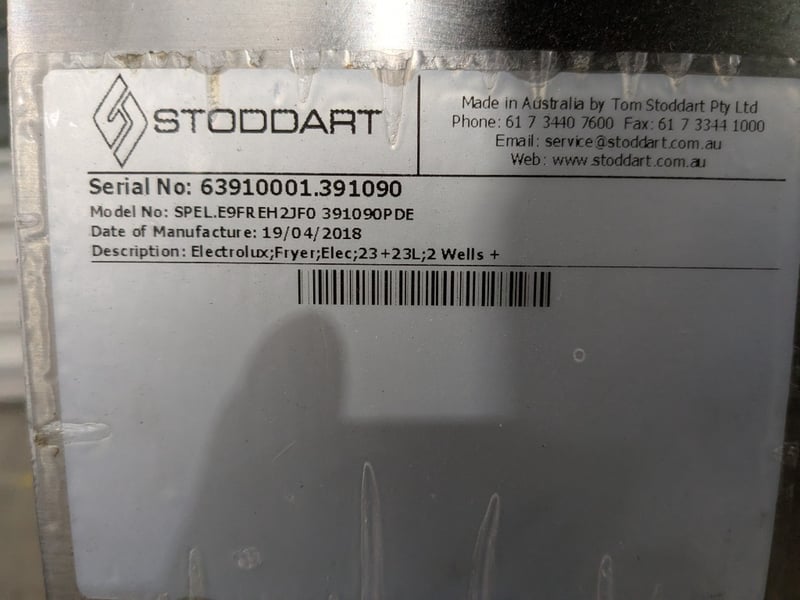 STODDART
Made in Australia by Tom Stoddart Pty Ltd
Phone: 61 7 3440 7600 Fax: 61 7 3344 1000
Email: service@stoddart.com.au
Web: www.stoddart.com.au
Serial No: 63910001.391090
Model No: SPEL.E9FREH2JF0 391090PDE
Date of Manufacture: 19/04/2018
Description: Electrolux;Fryer;Elec;23+23L;2 Wells +